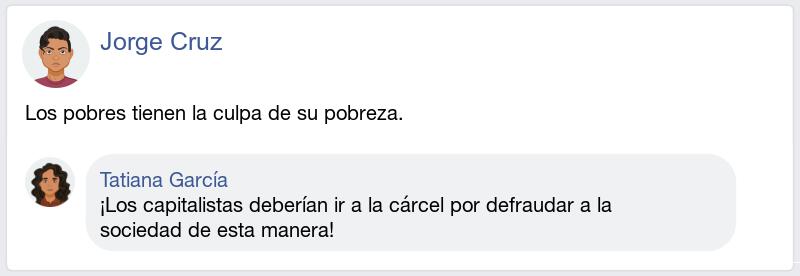 Jorge Cruz
Los pobres tienen la culpa de su pobreza.
Tatiana García
¡Los capitalistas deberían ir a la cárcel por defraudar a la
sociedad de esta manera!